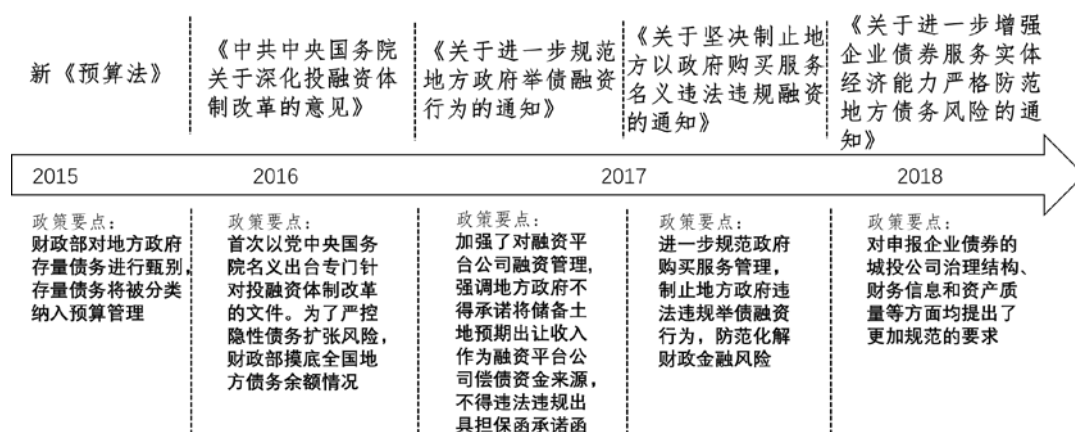 新《预算法》
《中共中央国务院
关于深化投融资体
制改革的意见》
《关于进一步规范
地方政府举债融资
行为的通知》
《关于坚决制止地
方以政府购买服务
名义违法违规融资
的通知》
《关于进一步增强
企业债券服务实体
经济能力严格防范
地方债务风险的通
知》
2015
2016
2017
2018
政策要点：
财政部对地方政府
存量债务进行甄别，
存量债务将被分类
纳入预算管理
政策要点：
首次以党中央国务
院名义出台专门针
对投融资体制改革
的文件。为了严控
隐性债务扩张风险，
财政部摸底全国地
方债务余额情况
政策要点：
加强了对融资平
台公司融资管理，
强调地方政府不
得承诺将储备土
地预期出让收入
作为融资平台公
司偿债资金来源，
不得违法违规出
具担保函承诺函
政策要点：
进一步规范政府
购买服务管理，
制止地方政府违
法违规举债融资
行为，防范化解
财政金融风险
政策要点：
对申报企业债券的
城投公司治理结构、
财务信息和资产质
量等方面均提出了
更加规范的要求